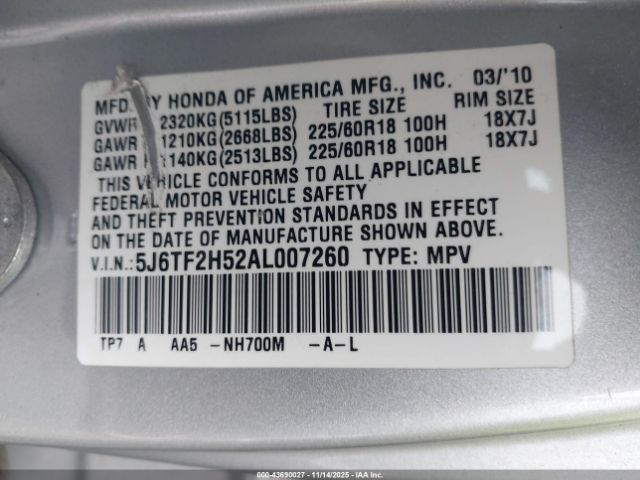 MFD. BY HONDA OF AMERICA MFG., INC. 03/'10
TIRE SIZE RIM SIZE
GVWR 2320KG(5115LBS)
GAWR 1210KG(2668LBS) 225/60R18 100H 18X7J
GAWR 1140KG(2513LBS) 225/60R18 100H 18X7J
THIS VEHICLE CONFORMS TO ALL APPLICABLE
FEDERAL MOTOR VEHICLE SAFETY
AND THEFT PREVENTION STANDARDS IN EFFECT
ON THE DATE OF MANUFACTURE SHOWN ABOVE.
V.I.N.:5J6TF2H52AL007260 TYPE: MPV
TP7 A AA5 -NH700M -A-L
000-43690027 - 11/14/2025 - IAAI.COM